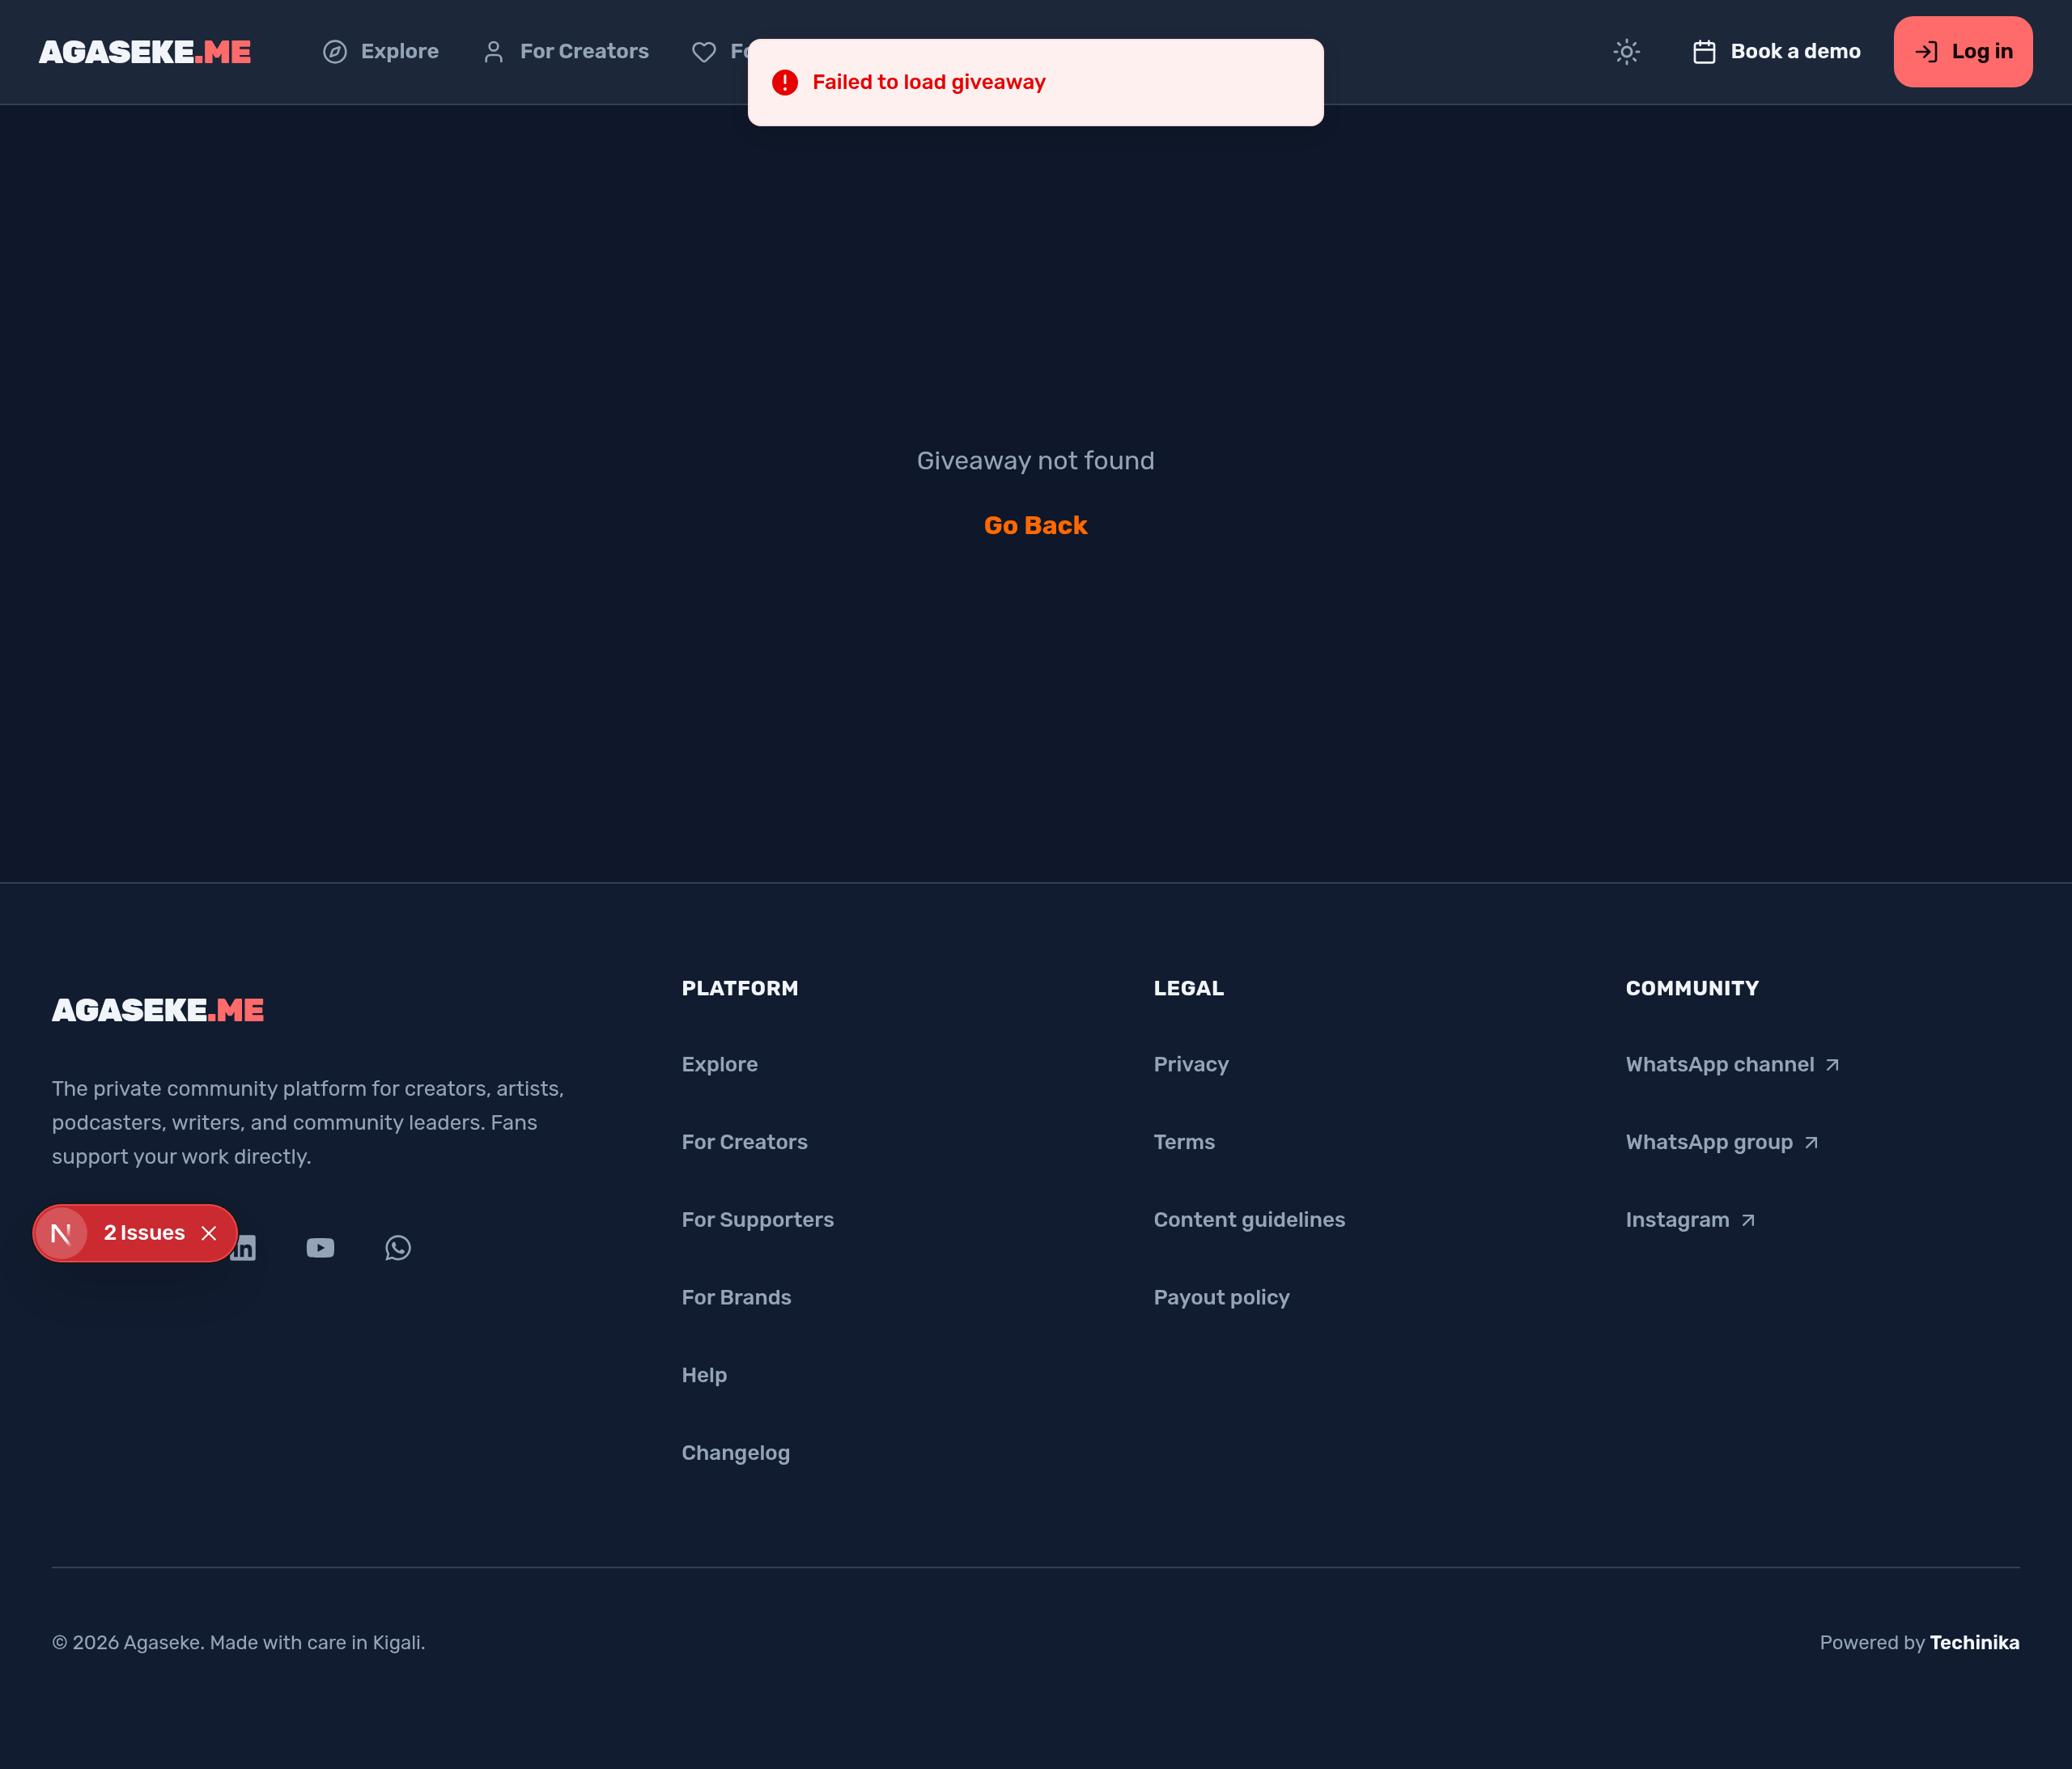 AGASEKE.ME
Explore
For Creators
Fo
Failed to load giveaway
Book a demo
Log in
Giveaway not found
Go Back
AGASEKE.ME
The private community platform for creators, artists,
podcasters, writers, and community leaders. Fans
support your work directly.
2 Issues
PLATFORM
Explore
For Creators
For Supporters
For Brands
Help
Changelog
LEGAL
Privacy
Terms
Content guidelines
Payout policy
COMMUNITY
WhatsApp channel
WhatsApp group
Instagram
© 2026 Agaseke. Made with care in Kigali.
Powered by Techinika